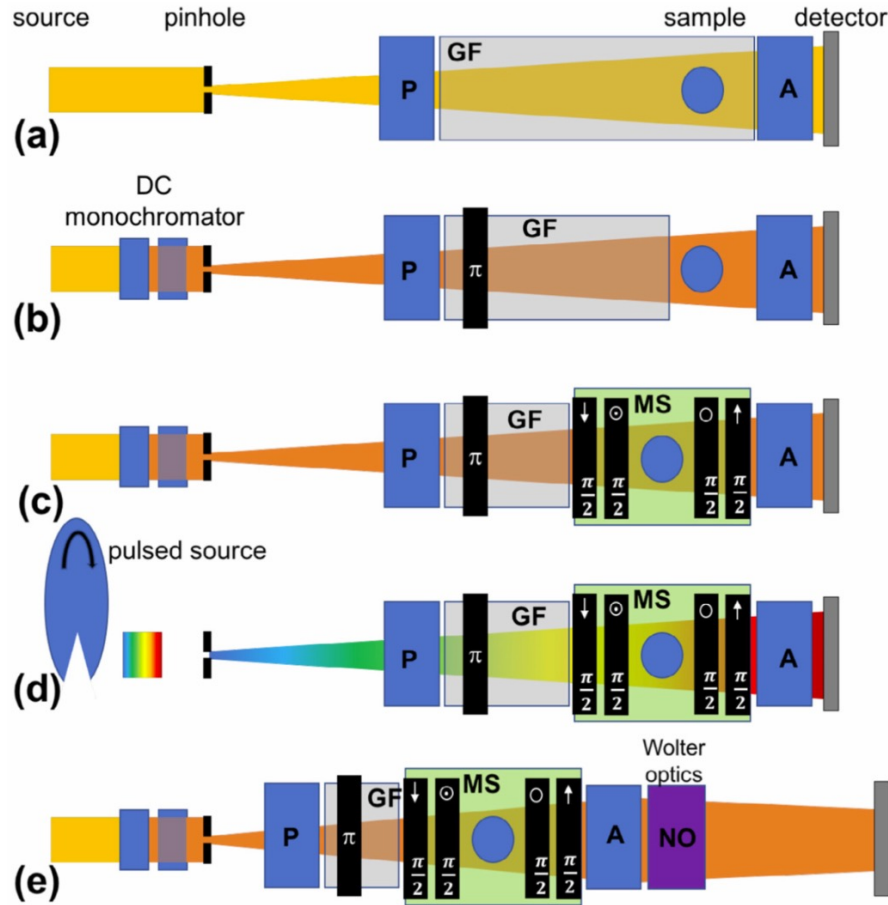 source pinhole sample detector
GF
P A
(a)
DC
monochromator
GF
P π A
(b)
MS
GF
↓ ⊙ ○ ↑
P π A
π/2 π/2 π/2 π/2
(c)
pulsed source
MS
GF
↓ ⊙ ○ ↑
P π A
π/2 π/2 π/2 π/2
(d)
Wolter
optics
MS
GF
↓ ⊙ ○ ↑
P π A NO
π/2 π/2 π/2 π/2
(e)